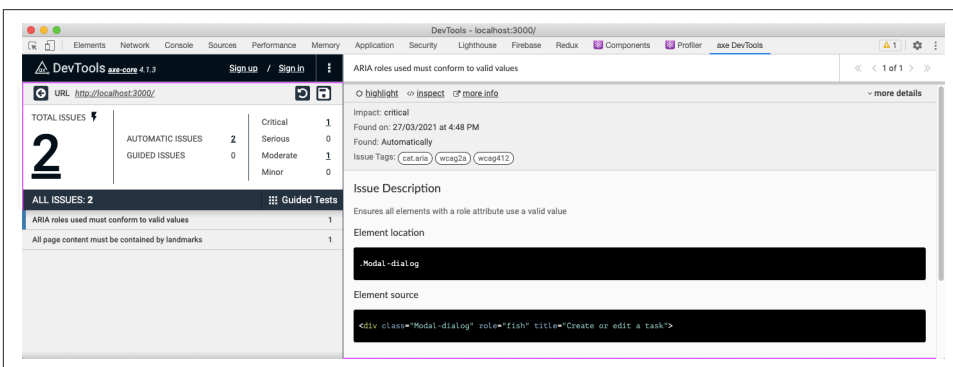 DevTools - localhost:3000/
Elements Network Console Sources Performance Memory Application Security Lighthouse Firebase Redux Components Profiler axe DevTools 1
DevTools axe-core 4.1.3 Sign up / Sign in
ARIA roles used must conform to valid values
1 of 1
URL http://localhost:3000/
highlight inspect more info
more details
TOTAL ISSUES
2
AUTOMATIC ISSUES 2
GUIDED ISSUES 0
Critical 1
Serious 0
Moderate 1
Minor 0
ALL ISSUES: 2
Guided Tests
ARIA roles used must conform to valid values 1
All page content must be contained by landmarks 1
Impact: critical
Found on: 27/03/2021 at 4:48 PM
Found: Automatically
Issue Tags: cat.aria wcag2a wcag412
Issue Description
Ensures all elements with a role attribute use a valid value
Element location
.Modal-dialog
Element source
<div class="Modal-dialog" role="fish" title="Create or edit a task">